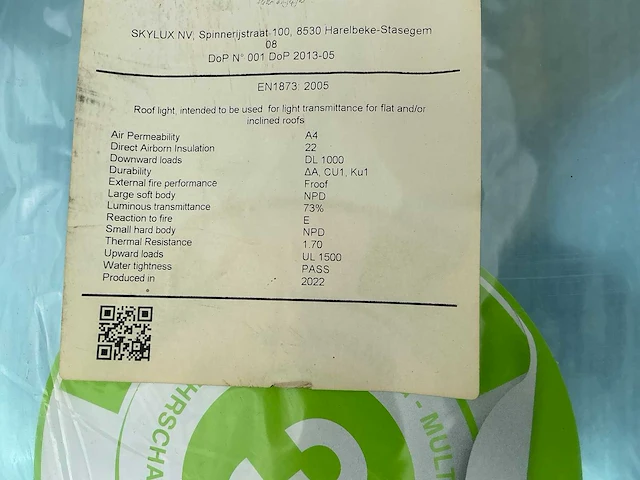 SKYLUX NV, Spinnerijstraat 100, 8530 Harelbeke-Stasegem
08
DoP N° 001 DoP 2013-05
EN1873: 2005
Roof light, intended to be used for light transmittance for flat and/or
inclined roofs
Air Permeability A4
Direct Airborn Insulation 22
Downward loads DL 1000
Durability ΔA, CU1, Ku1
External fire performance Froof
Large soft body NPD
Luminous transmittance 73%
Reaction to fire E
Small hard body NPD
Thermal Resistance 1.70
Upward loads UL 1500
Water tightness PASS
Produced in 2022
HRSCHA
- MULT